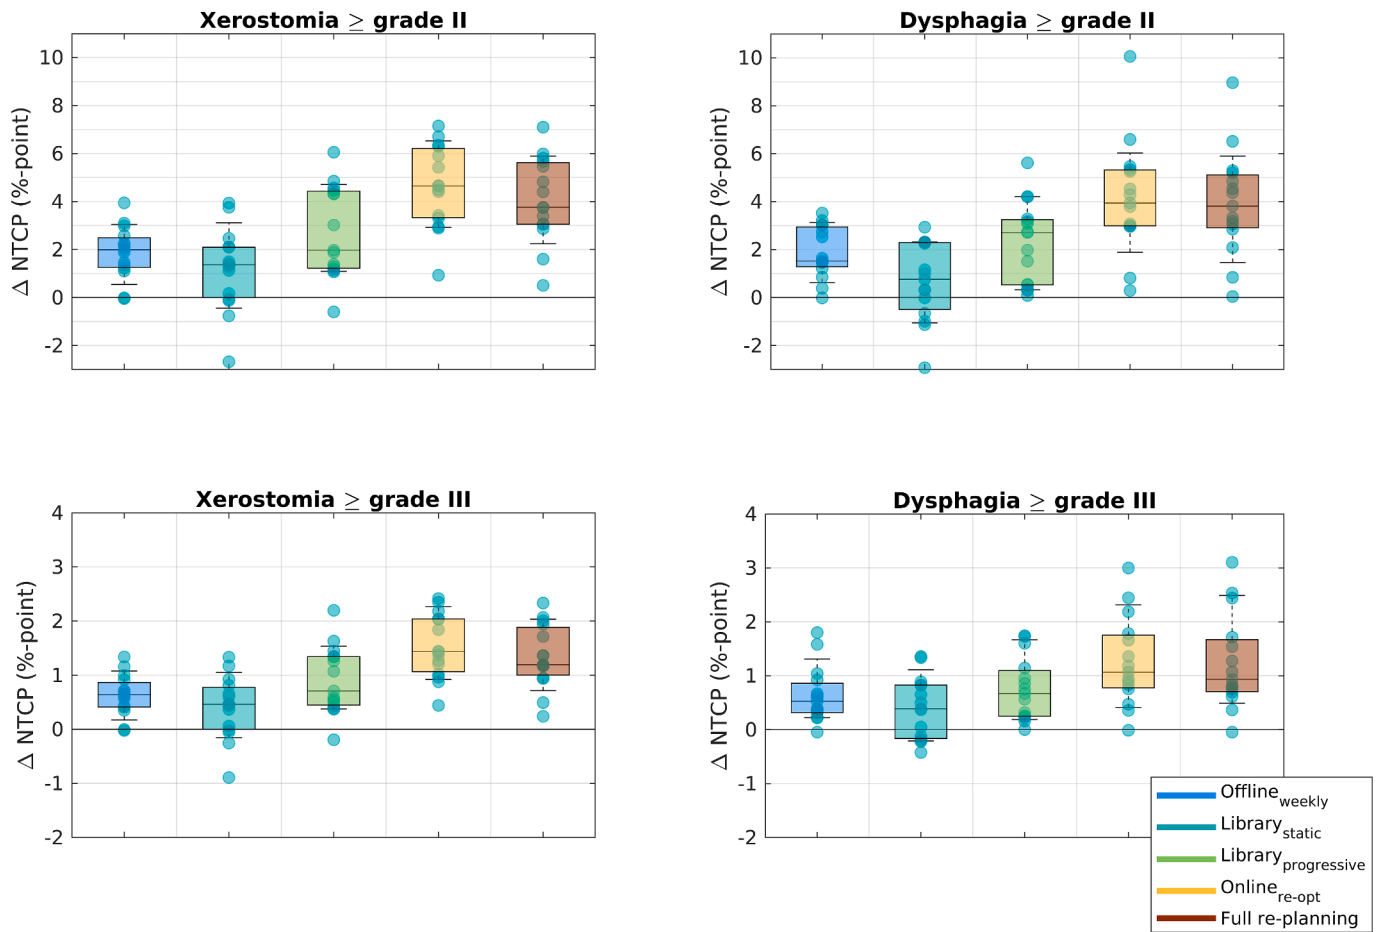 Xerostomia ≥ grade II
Δ NTCP (%-point)
10
8
6
4
2
0
-2
Dysphagia ≥ grade II
Δ NTCP (%-point)
10
8
6
4
2
0
-2
Xerostomia ≥ grade III
Δ NTCP (%-point)
4
3
2
1
0
-1
-2
Dysphagia ≥ grade III
Δ NTCP (%-point)
4
3
2
1
0
-1
-2
Offline weekly
Library static
Library progressive
Online re-opt
Full re-planning